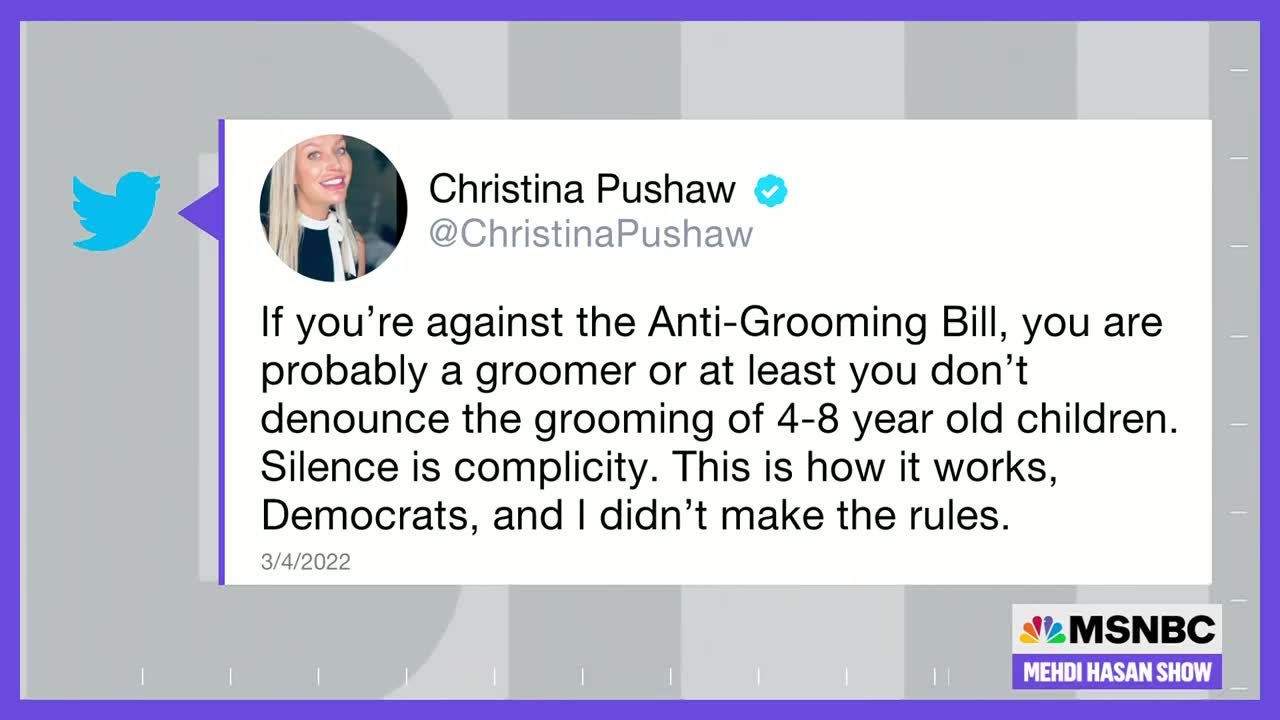 Christina Pushaw
@ChristinaPushaw
If you’re against the Anti-Grooming Bill, you are
probably a groomer or at least you don’t
denounce the grooming of 4-8 year old children.
Silence is complicity. This is how it works,
Democrats, and I didn’t make the rules.
3/4/2022
MSNBC
MEHDI HASAN SHOW